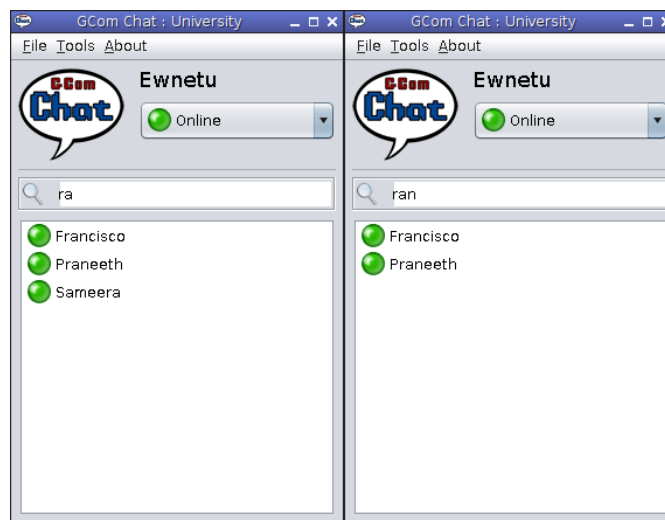 GCom Chat : University
File Tools About
GCom
Chat
Ewnetu
Online
ra
Francisco
Praneeth
Sameera
GCom Chat : University
File Tools About
GCom
Chat
Ewnetu
Online
ran
Francisco
Praneeth